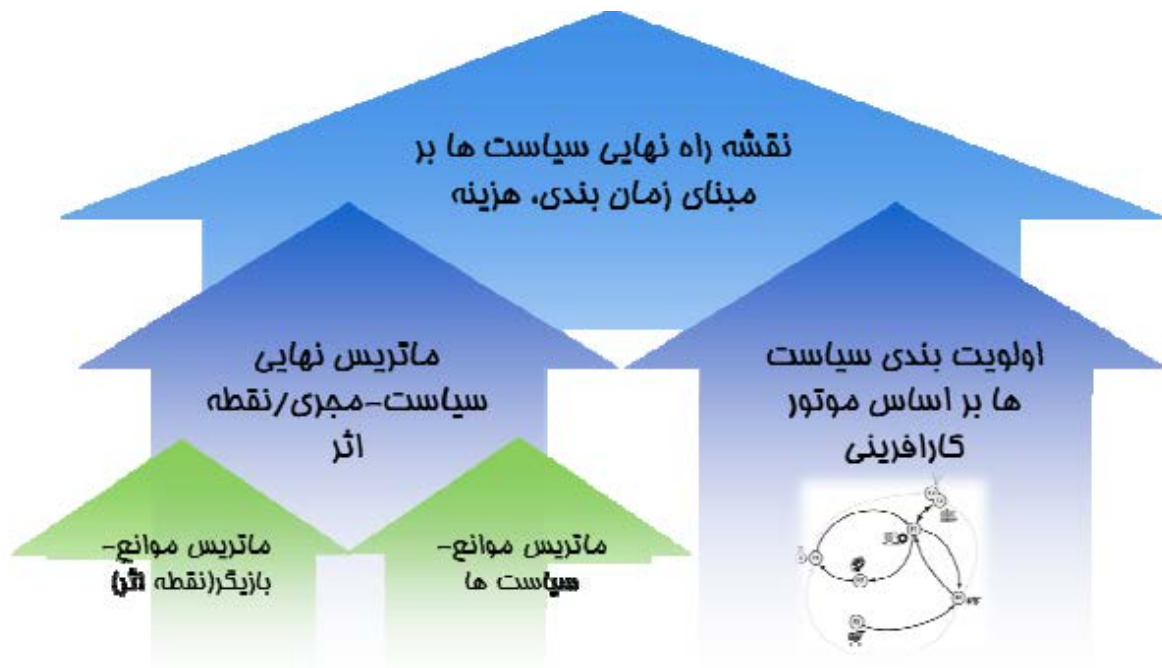 نقشه راه نهایی سیاست ها بر
مبنای زمان بندی، هزینه
اولویت بندی سیاست
ها بر اساس موتور
کارافرینی
ماتریس نهایی
سیاست-مجری/نقطه
اثر
ماتریس موانع-
سیاست ها
ماتریس موانع-
بازیگر(نقطه اثر)